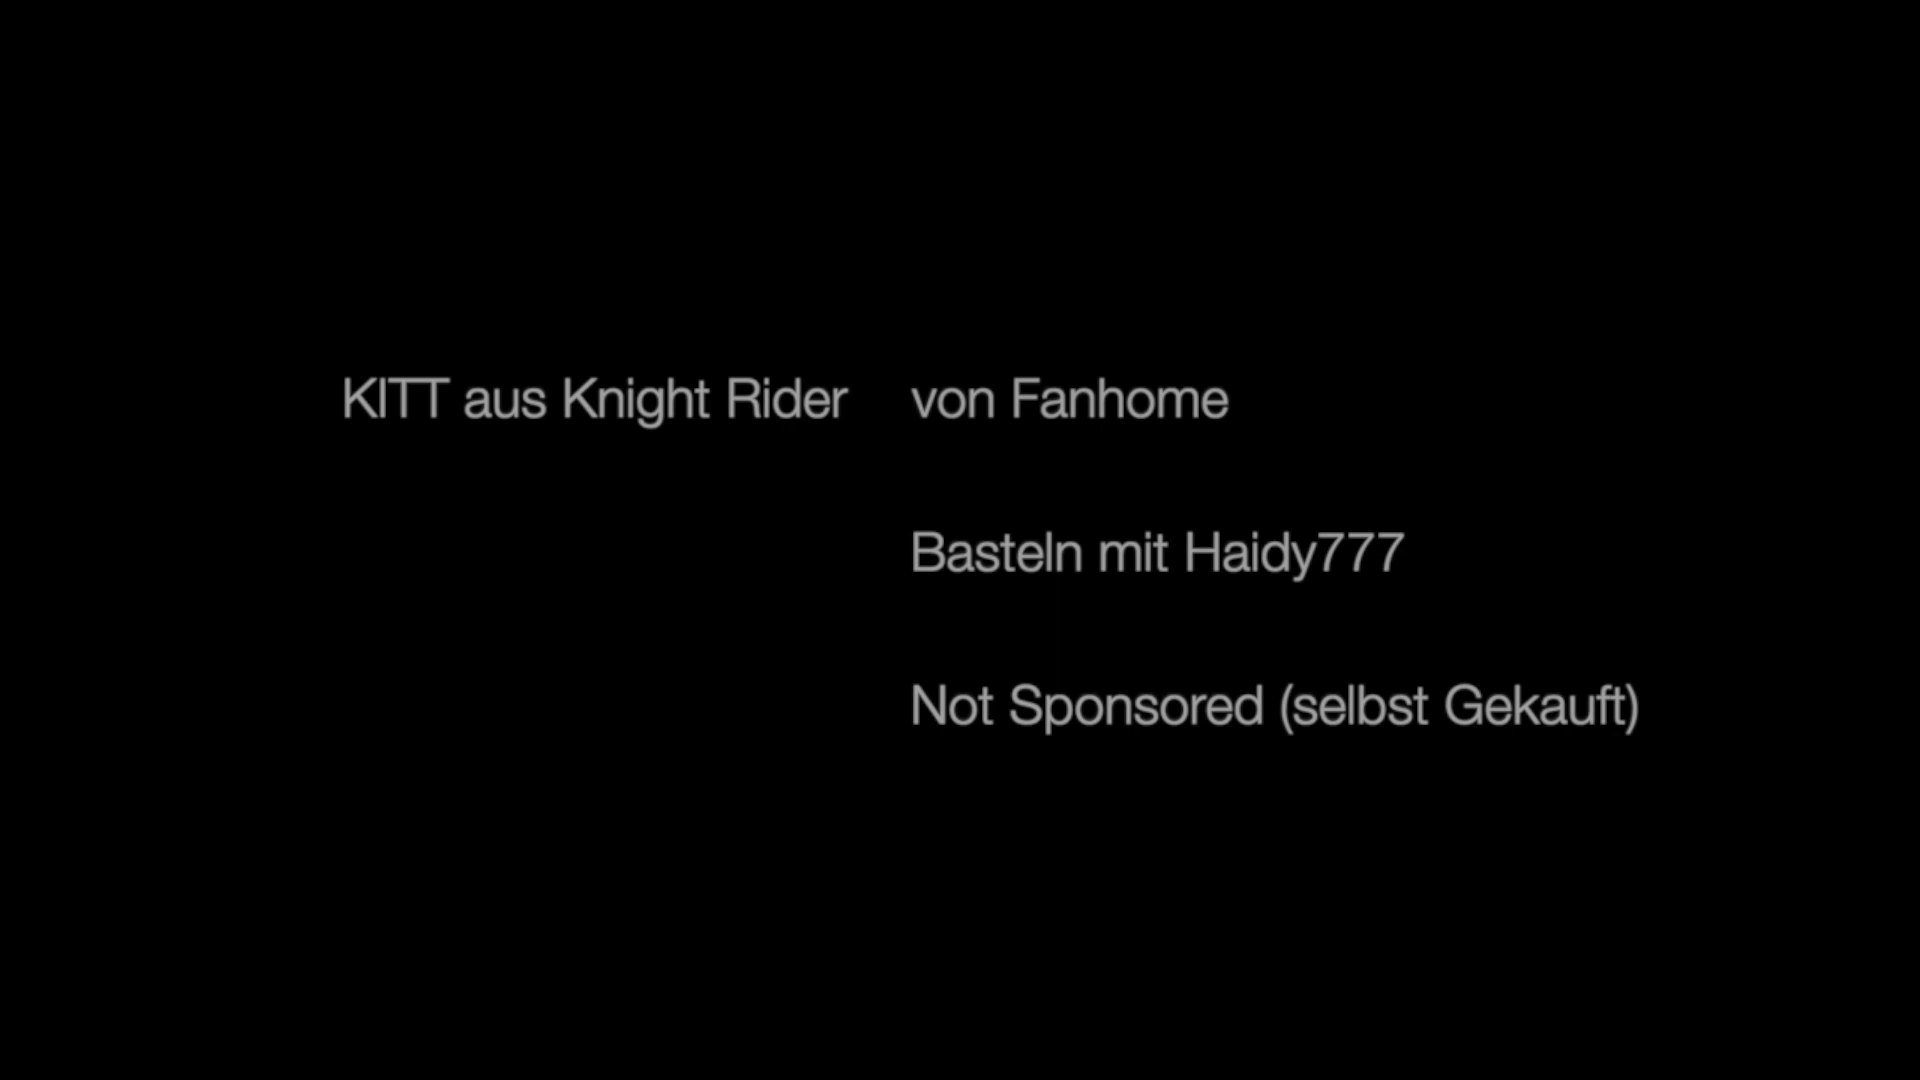 KITT aus Knight Rider von Fanhome
Basteln mit Haidy777
Not Sponsored (selbst Gekauft)